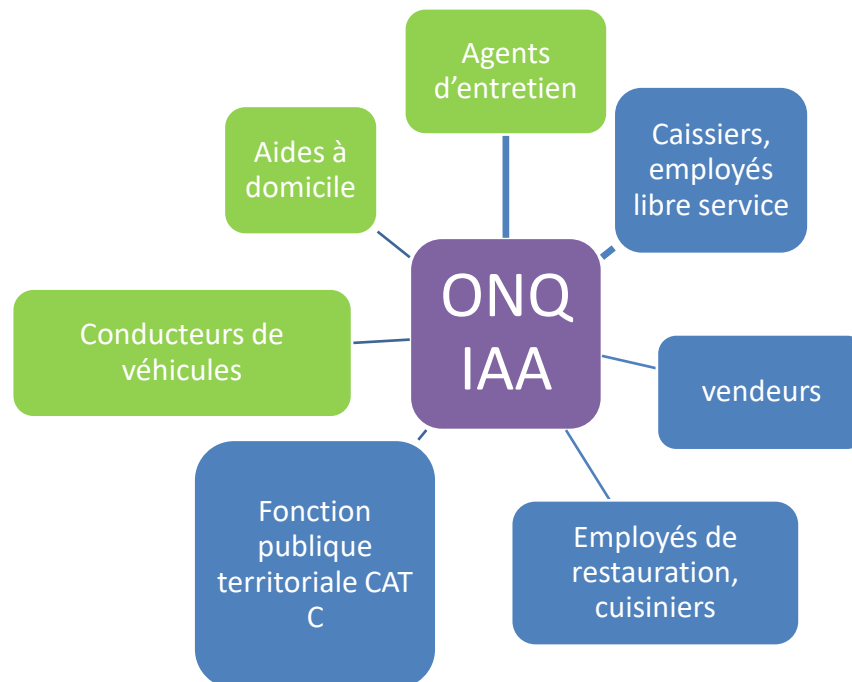 Agents
d’entretien
Caissiers,
employés
libre service
Aides à
domicile
ONQ
IAA
Conducteurs de
véhicules
vendeurs
Fonction
publique
territoriale CAT
C
Employés de
restauration,
cuisiniers